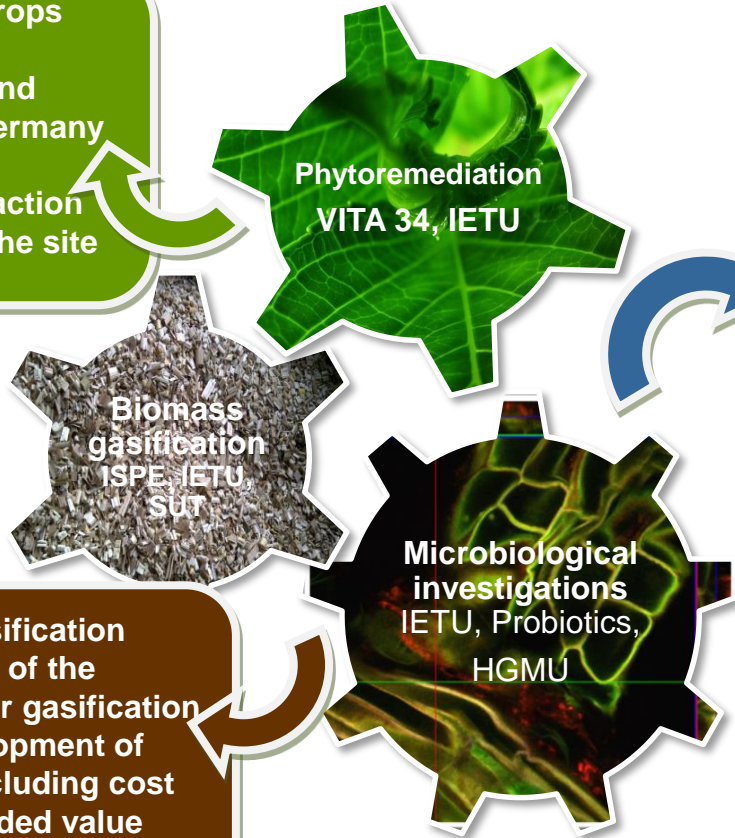 rops
nd
ermany
action
he site
Phytoremediation
VITA 34, IETU
Biomass
gasification
ISPE, IETU,
SUT
Microbiological
investigations
IETU, Probiotics,
HGMU
sification
of the
r gasification
opment of
cluding cost
ded value